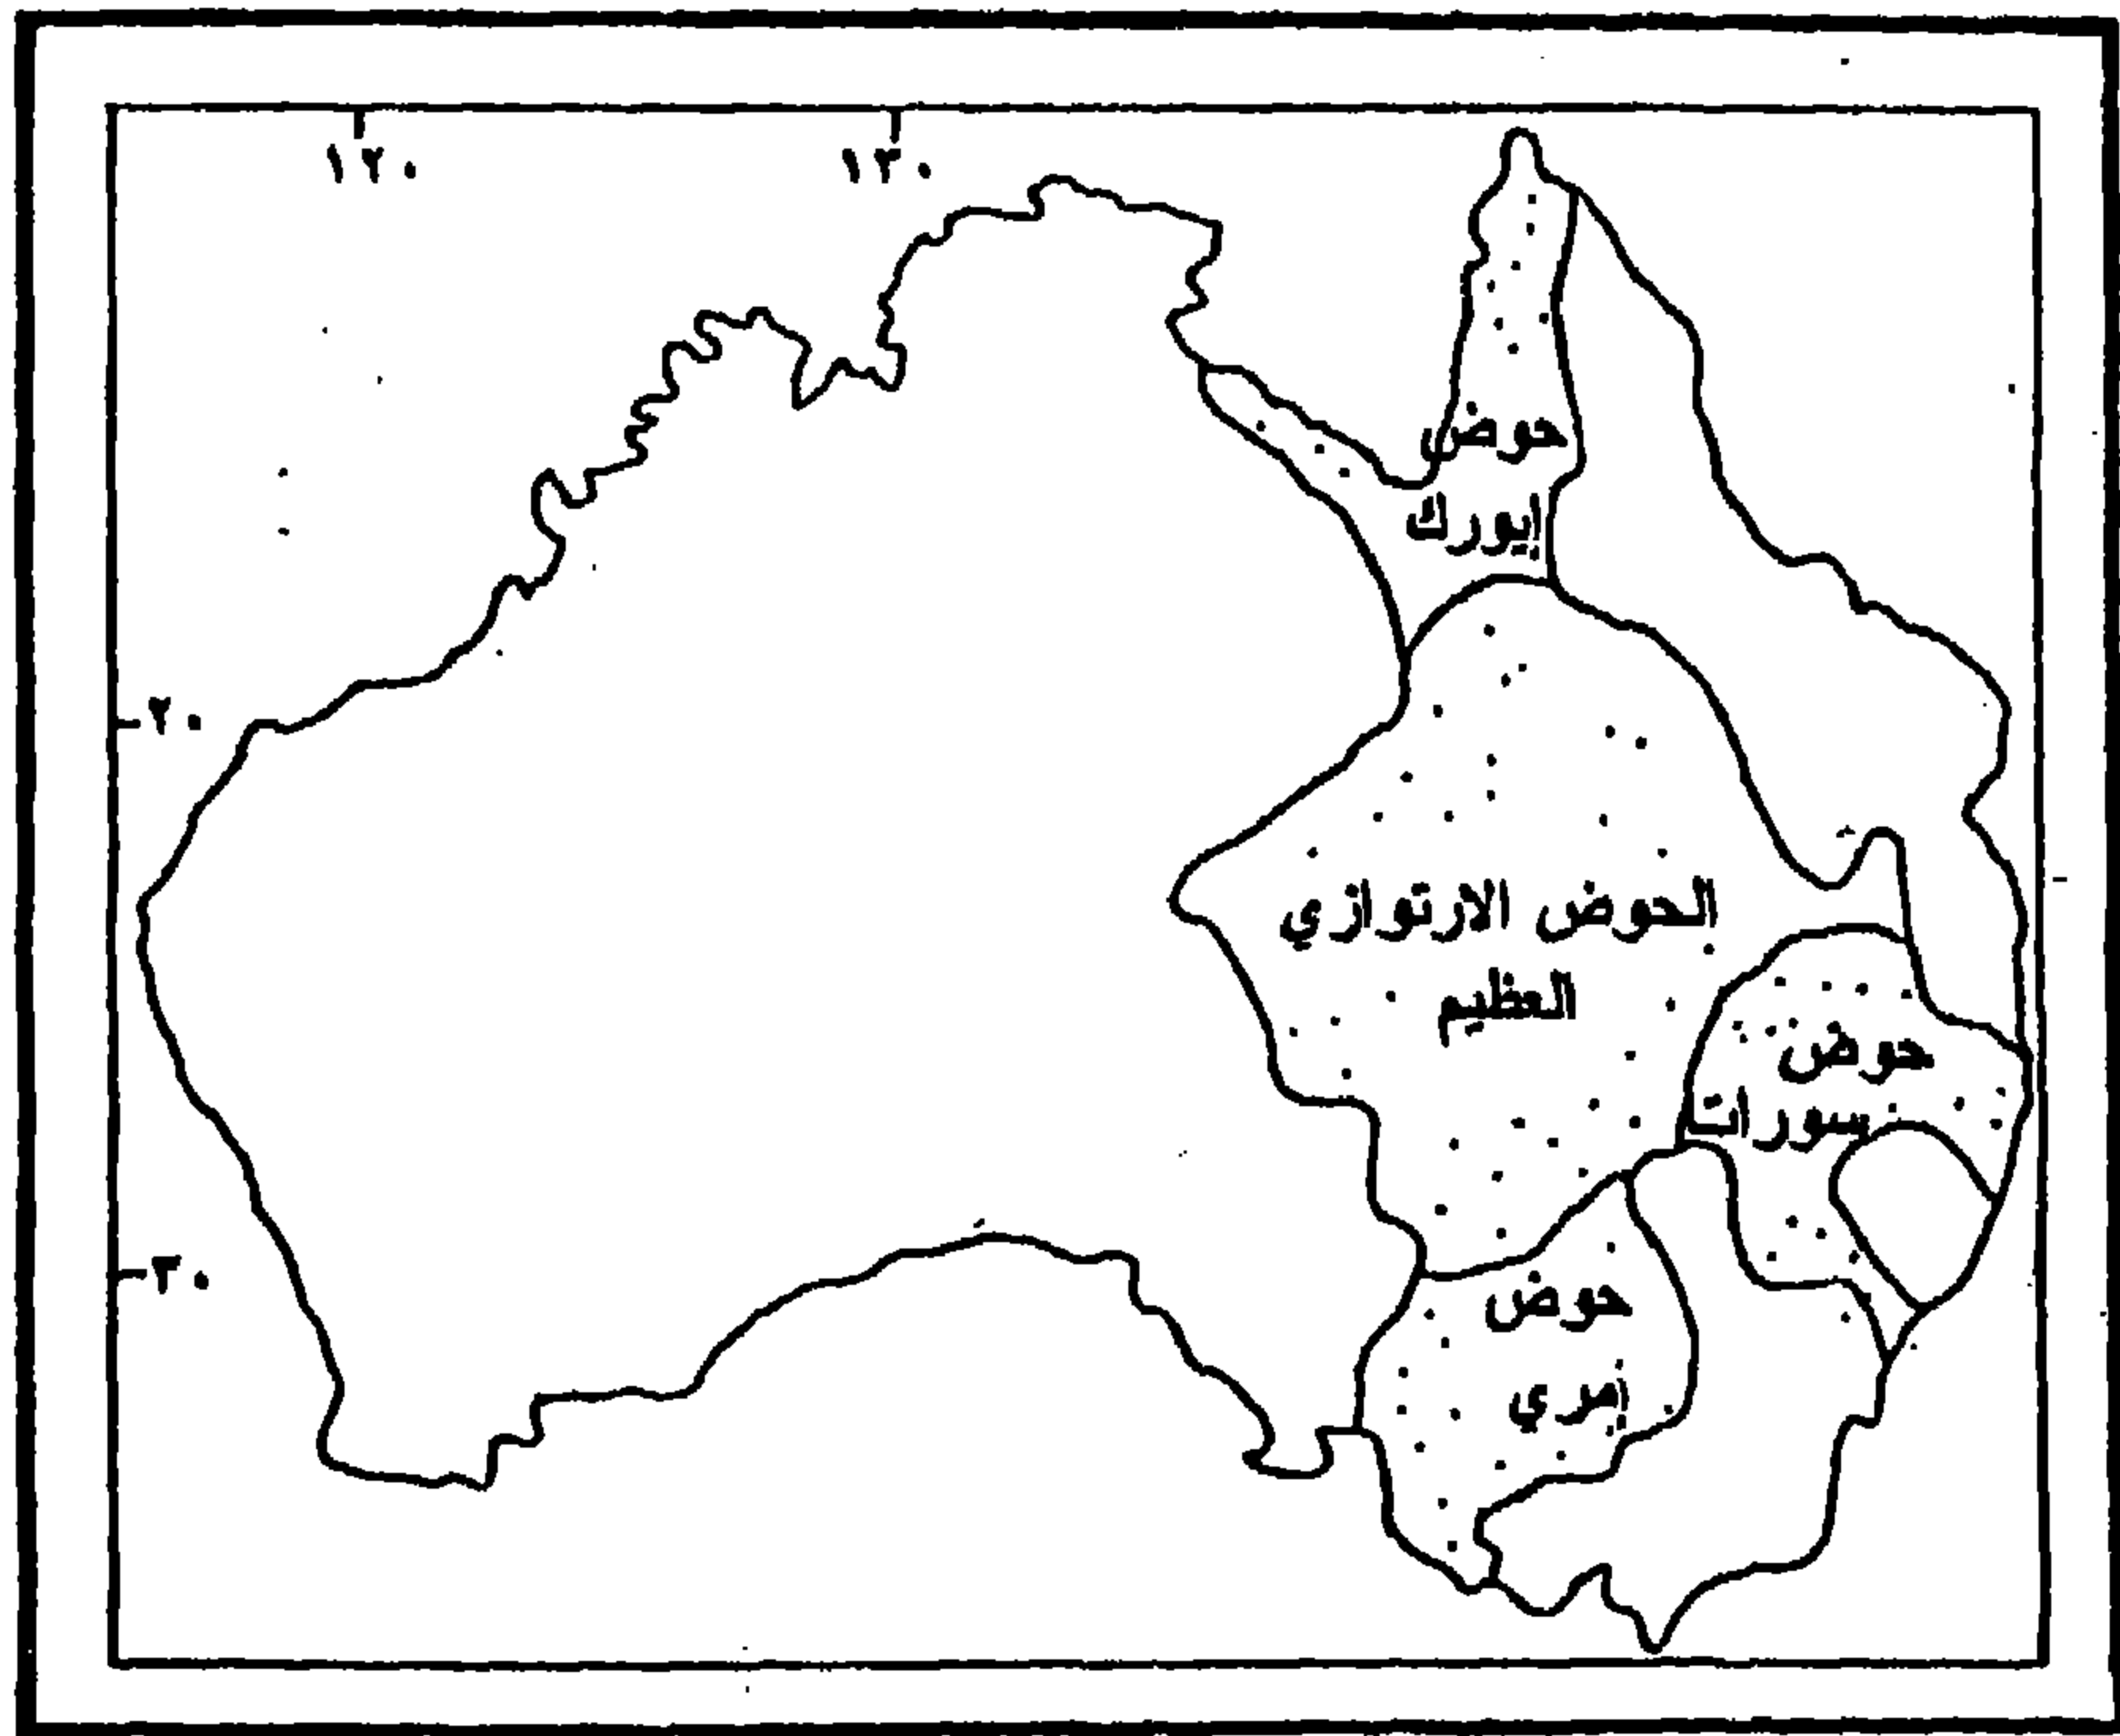 ١٢٠
١٣٠
حوض
إيورك
٢٠
الحوض الارتوازي
العظيم
حوض
سورات
٣٠
حوض
إمري